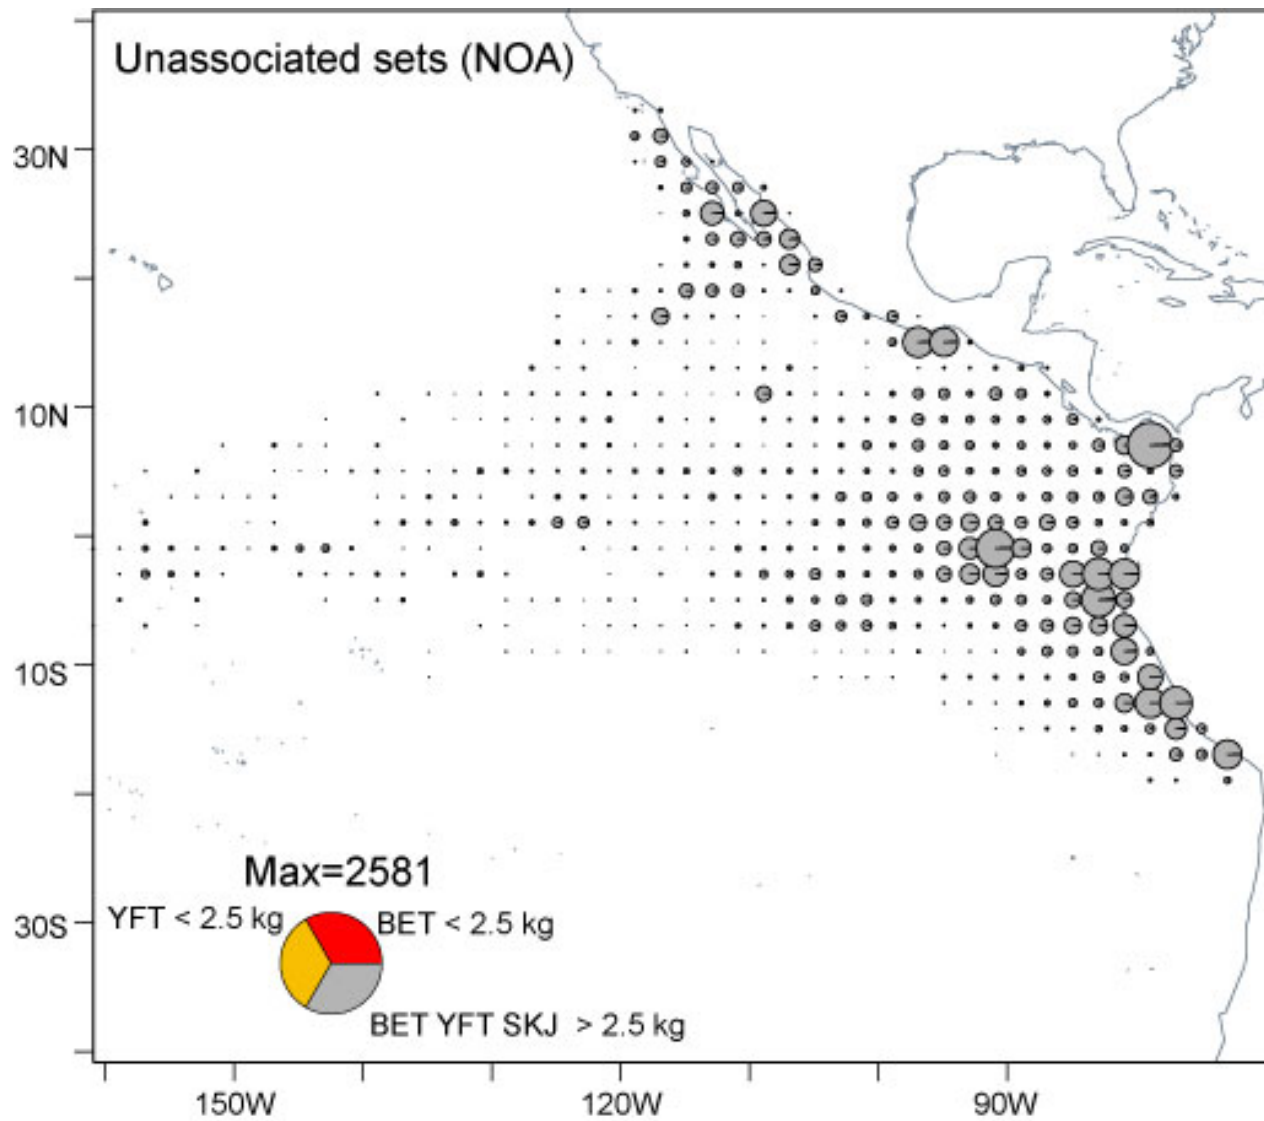 Unassociated sets (NOA)
30N
10N
10S
30S
Max=2581
YFT < 2.5 kg
BET < 2.5 kg
BET YFT SKJ > 2.5 kg
150W
120W
90W